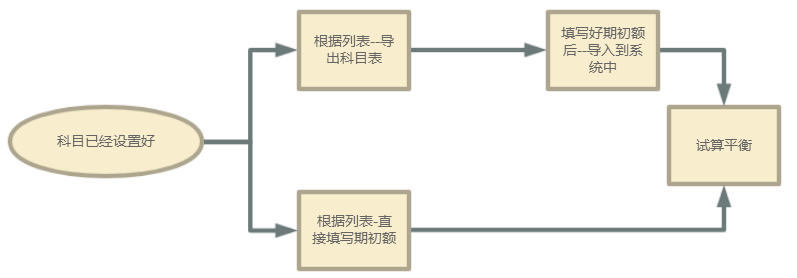 根据列表--导
出科目表
填写好期初额
后--导入到系
统中
科目已经设置好
试算平衡
根据列表-直
接填写期初额